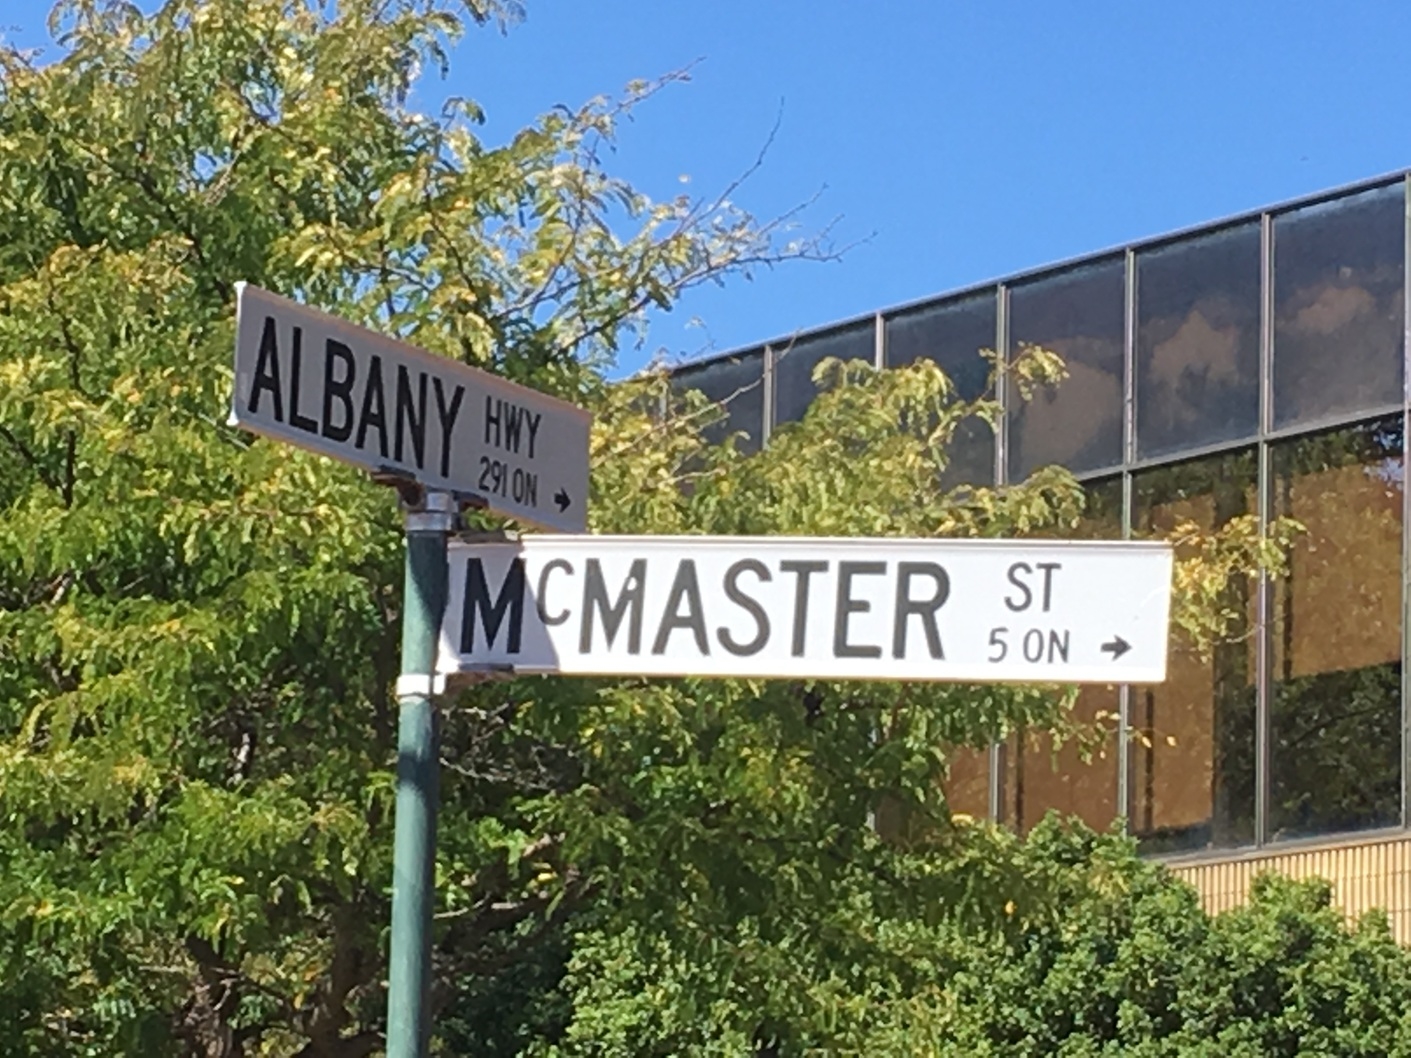 ALBANY HWY
291 ON →
McMASTER ST
5 ON →